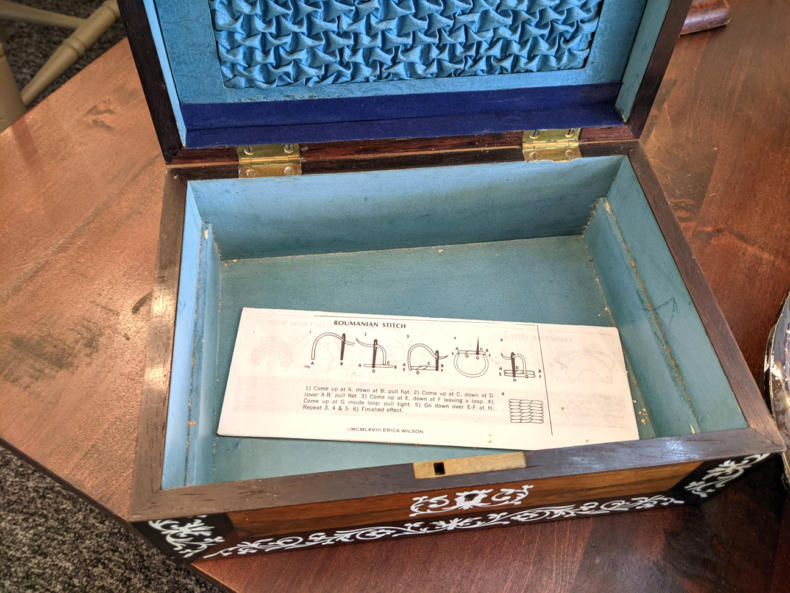 ROUMANIAN STITCH
1) Come up at A, down at B; pull flat. 2) Come up at C, down at D
(over A B; pull flat. 3) Come up at E, down at F leaving a loop. 4)
Come up at G inside loop; pull tight. 5) Go down over E-F at H.
Repeat 3, 4 & 5. 6) Finished effect.
©MCMLXVIII ERICA WILSON